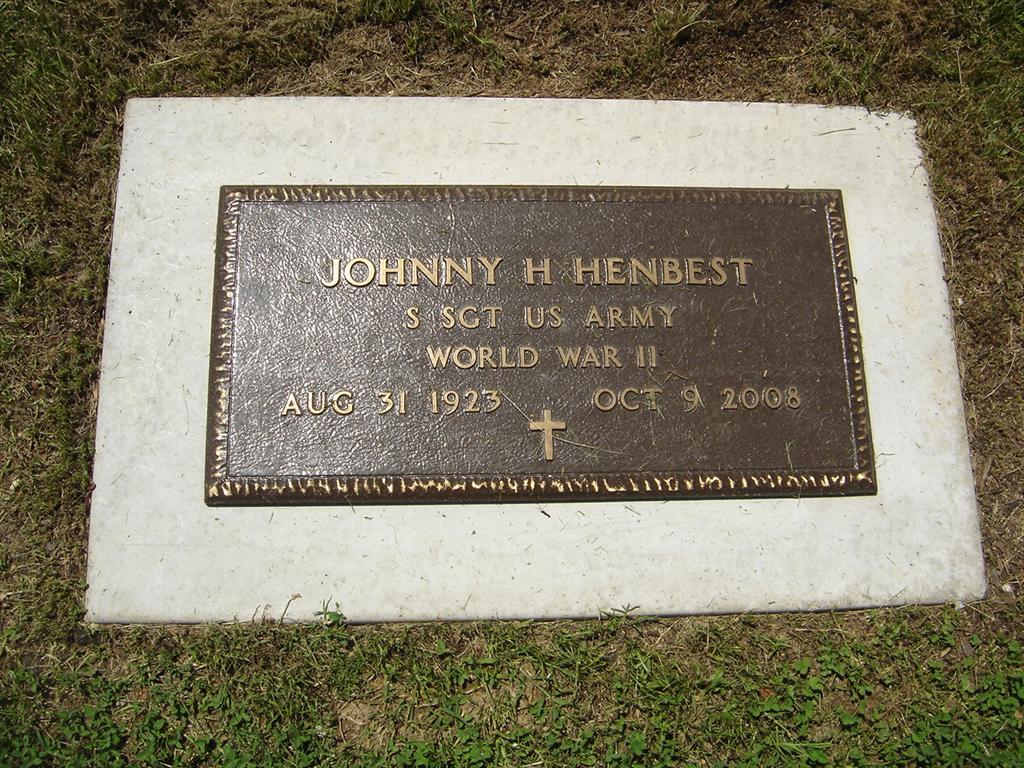 JOHNNY H HENBEST
S SGT US ARMY
WORLD WAR II
AUG 31 1923 OCT 9 2008